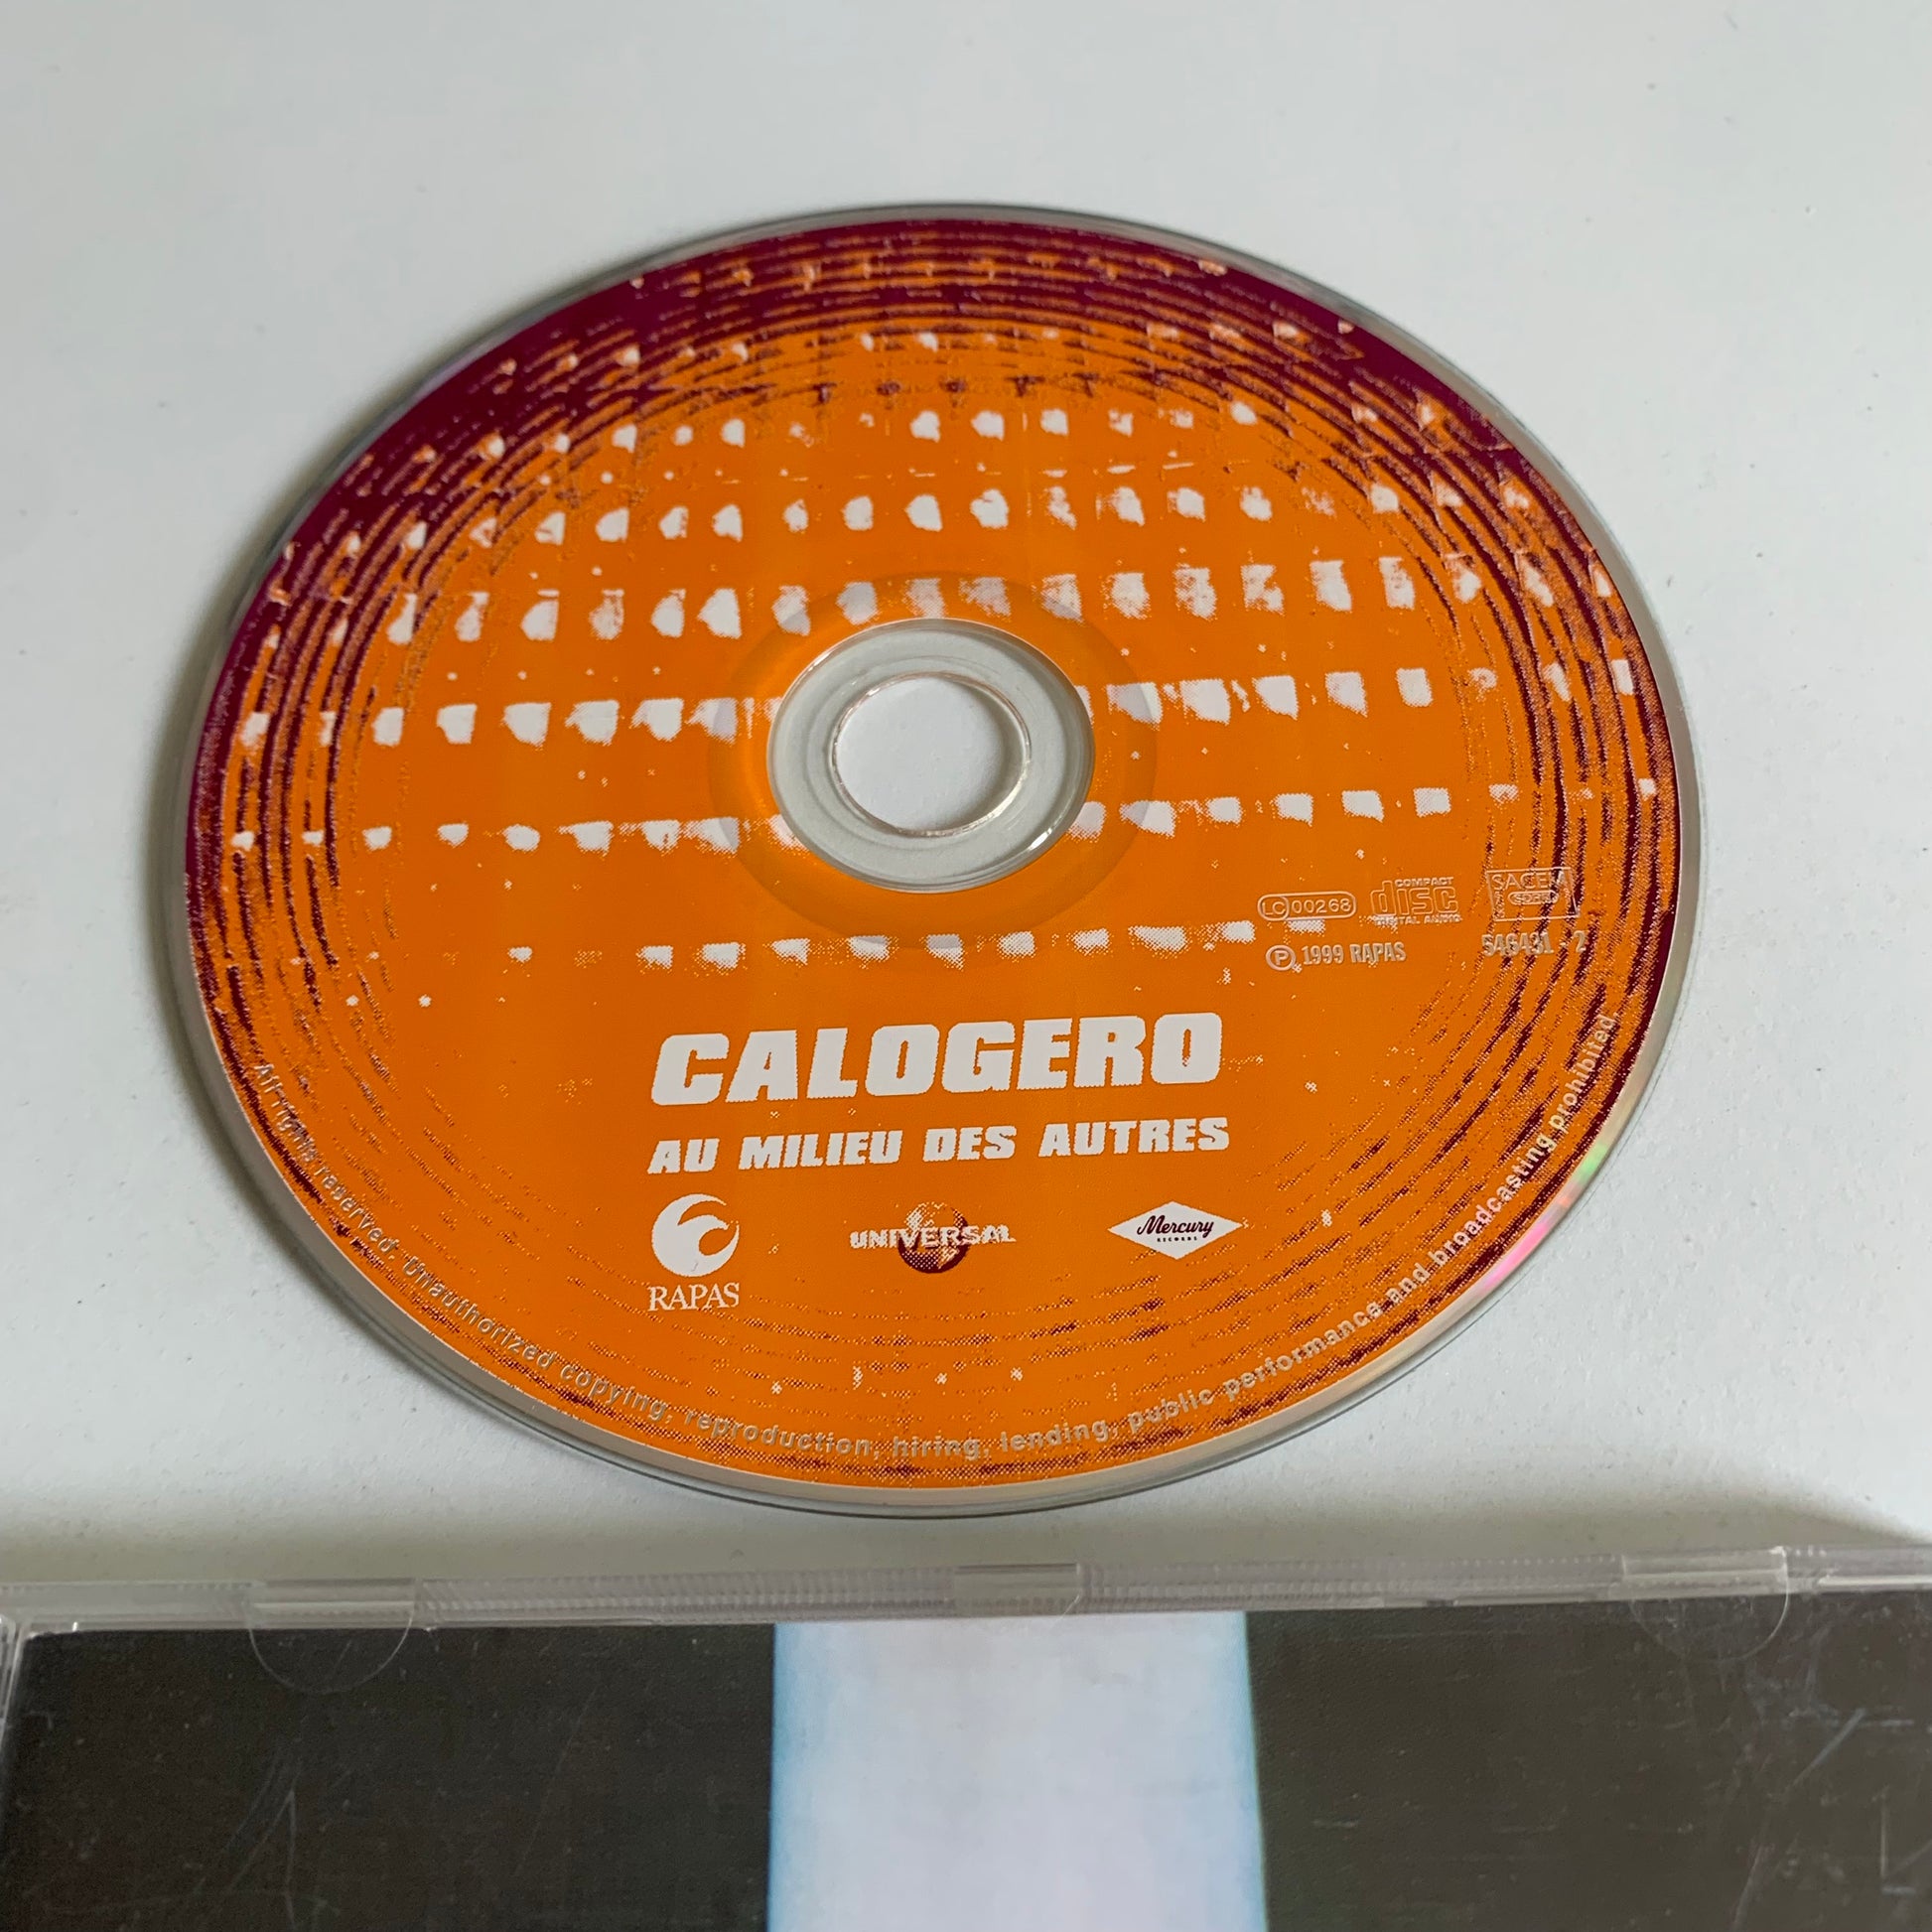 LC 00268
COMPACT disc DIGITAL AUDIO
SACEM
℗ 1999 RAPAS
546431 - 2
CALOGERO
AU MILIEU DES AUTRES
RAPAS
UNIVERSAL
Mercury
RECORDS
All rights reserved. Unauthorized copying, reproduction, hiring, lending, public performance and broadcasting prohibited.